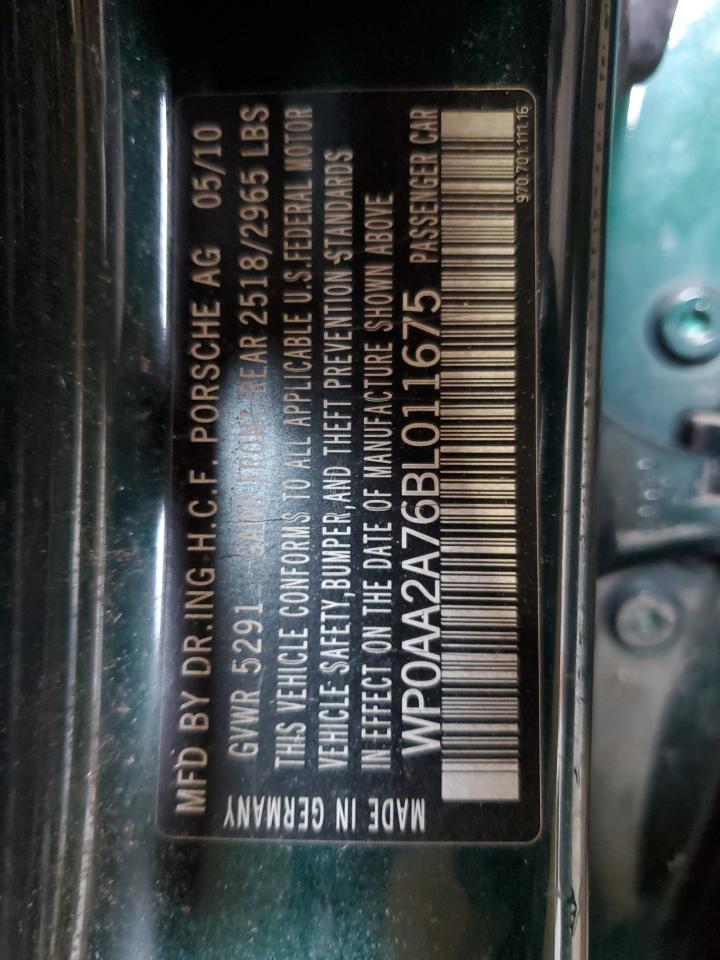 MFD BY DR.ING H.C.F. PORSCHE AG 05/10
GVWR 5291 GAWR FRONT/REAR 2518/2965 LBS
THIS VEHICLE CONFORMS TO ALL APPLICABLE U.S.FEDERAL MOTOR
VEHICLE SAFETY,BUMPER,AND THEFT PREVENTION STANDARDS
IN EFFECT ON THE DATE OF MANUFACTURE SHOWN ABOVE
WP0AA2A76BL011675 PASSENGER CAR
970.701.111.16
MADE IN GERMANY